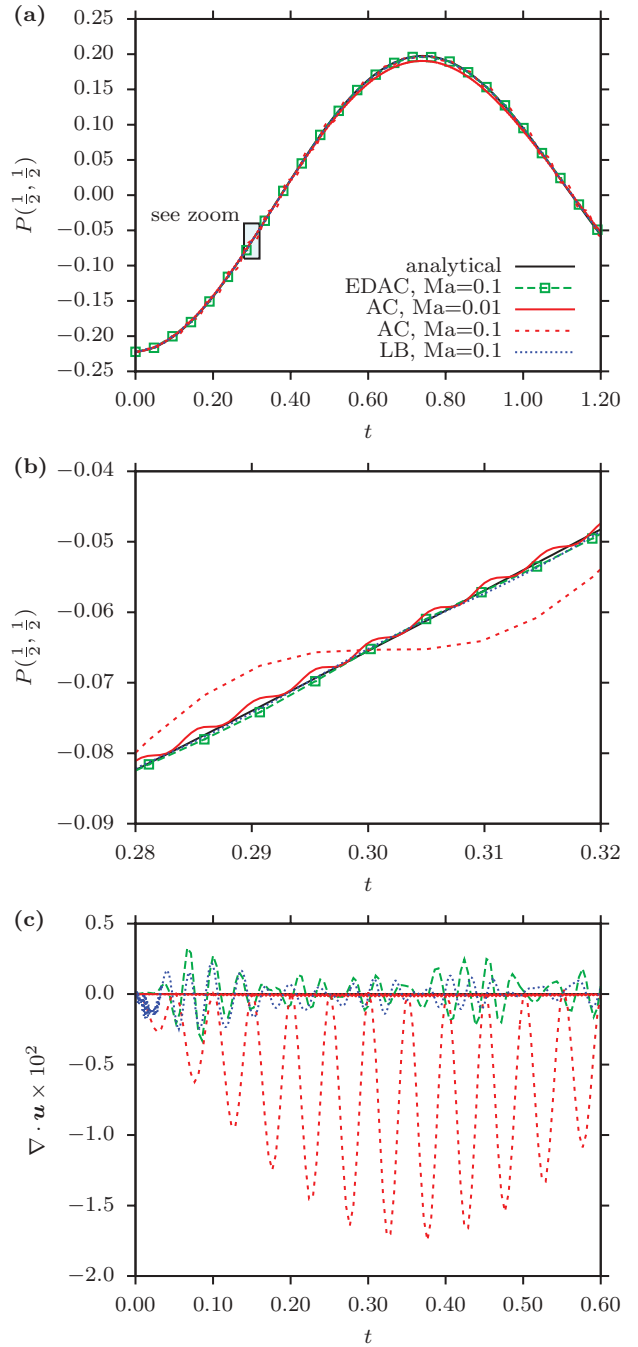 (a)
0.25
0.20
0.15
0.10
0.05
0.00
−0.05
−0.10
−0.15
−0.20
−0.25
P(1/2, 1/2)
see zoom
analytical
EDAC, Ma=0.1
AC, Ma=0.01
AC, Ma=0.1
LB, Ma=0.1
0.00 0.20 0.40 0.60 0.80 1.00 1.20
t
(b)
−0.04
−0.05
−0.06
−0.07
−0.08
−0.09
P(1/2, 1/2)
0.28 0.29 0.30 0.31 0.32
t
(c)
0.5
0.0
−0.5
−1.0
−1.5
−2.0
∇ · u × 10²
0.00 0.10 0.20 0.30 0.40 0.50 0.60
t